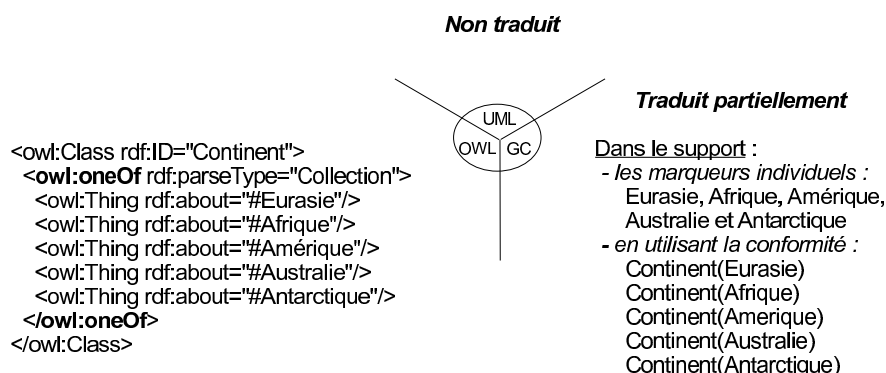 Non traduit
UML
OWL
GC
<owl:Class rdf:ID="Continent">
<owl:oneOf rdf:parseType="Collection">
<owl:Thing rdf:about="#Eurasie"/>
<owl:Thing rdf:about="#Afrique"/>
<owl:Thing rdf:about="#Amérique"/>
<owl:Thing rdf:about="#Australie"/>
<owl:Thing rdf:about="#Antarctique"/>
</owl:oneOf>
</owl:Class>
Traduit partiellement
Dans le support :
- les marqueurs individuels :
Eurasie, Afrique, Amérique,
Australie et Antarctique
- en utilisant la conformité :
Continent(Eurasie)
Continent(Afrique)
Continent(Amerique)
Continent(Australie)
Continent(Antarctique)